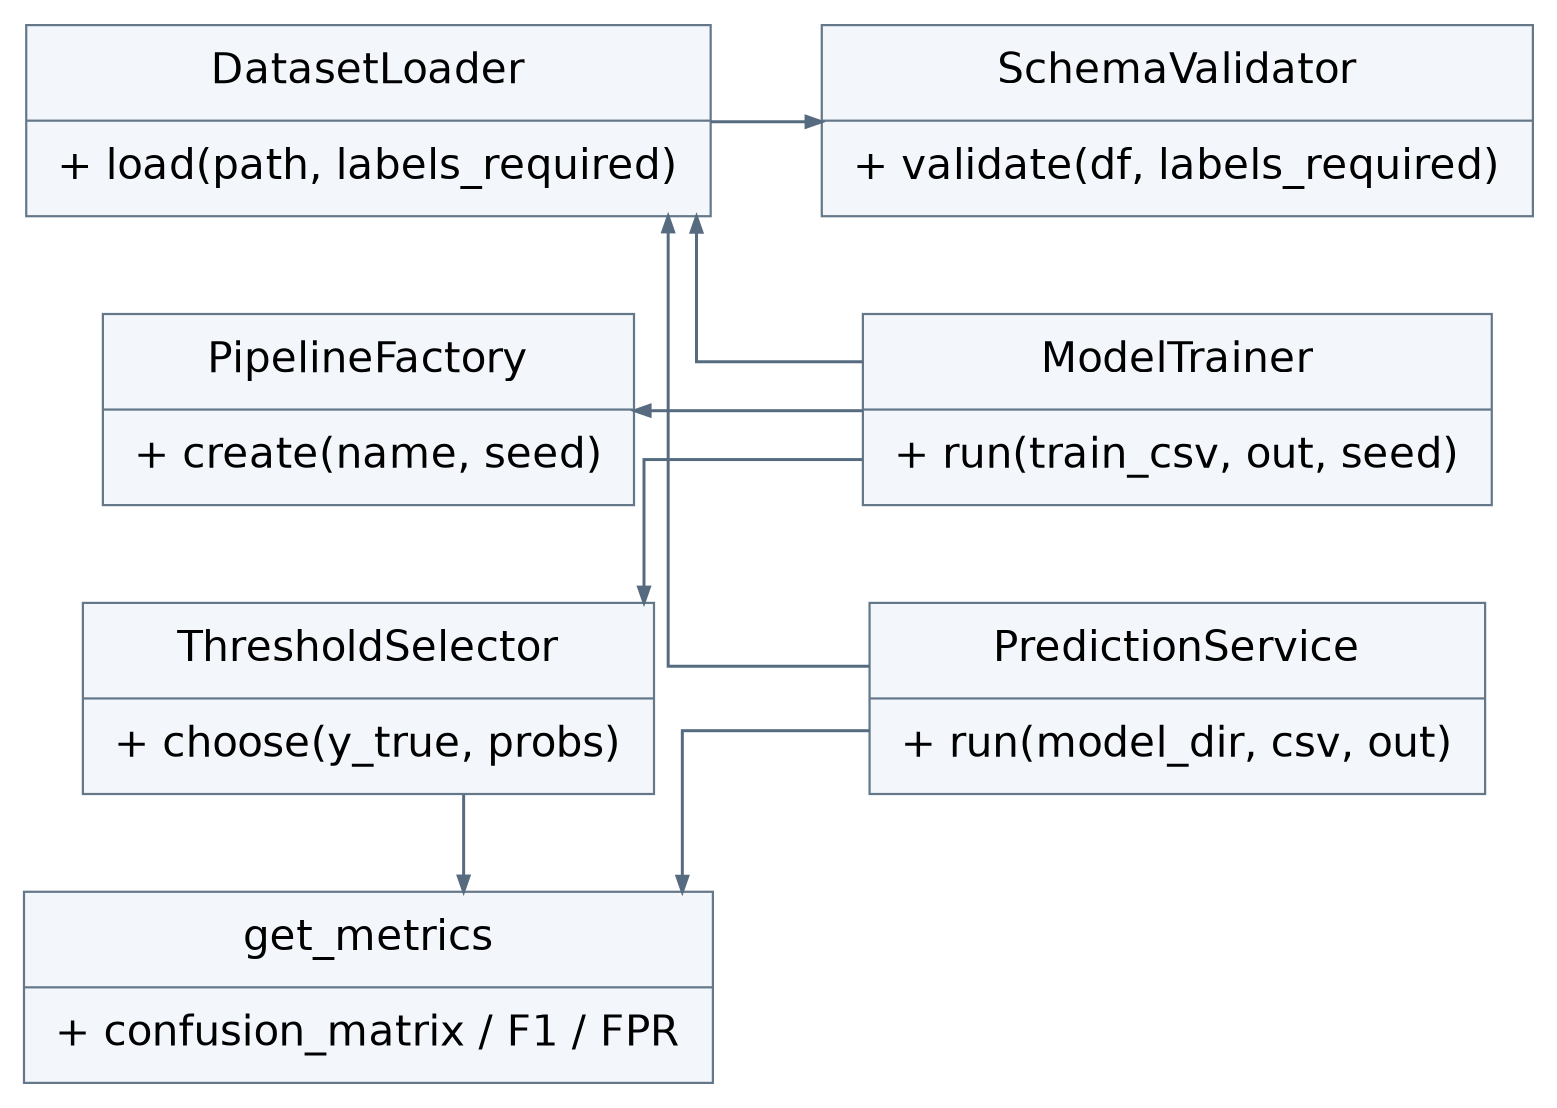 DatasetLoader
+ load(path, labels_required)
SchemaValidator
+ validate(df, labels_required)
PipelineFactory
+ create(name, seed)
ModelTrainer
+ run(train_csv, out, seed)
ThresholdSelector
+ choose(y_true, probs)
PredictionService
+ run(model_dir, csv, out)
get_metrics
+ confusion_matrix / F1 / FPR